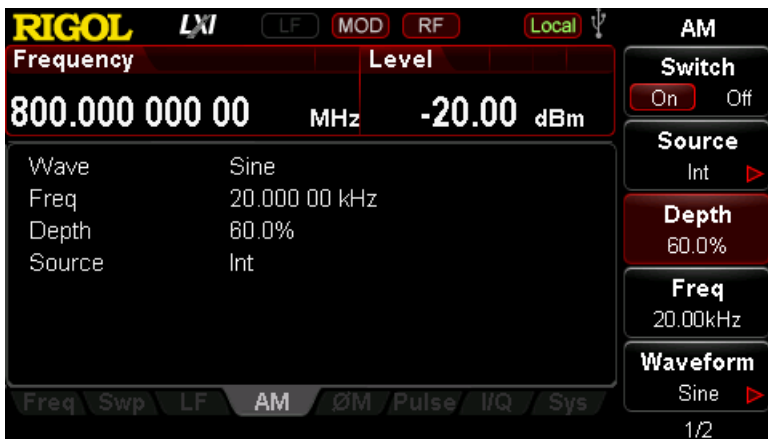 RIGOL LXI LF MOD RF Local AM
Frequency Level
800.000 000 00 MHz -20.00 dBm
Switch
On Off
Source
Int
Depth
60.0%
Freq
20.00kHz
Waveform
Sine
1/2
Wave Sine
Freq 20.000 00 kHz
Depth 60.0%
Source Int
Freq Swp LF AM ØM Pulse I/Q Sys